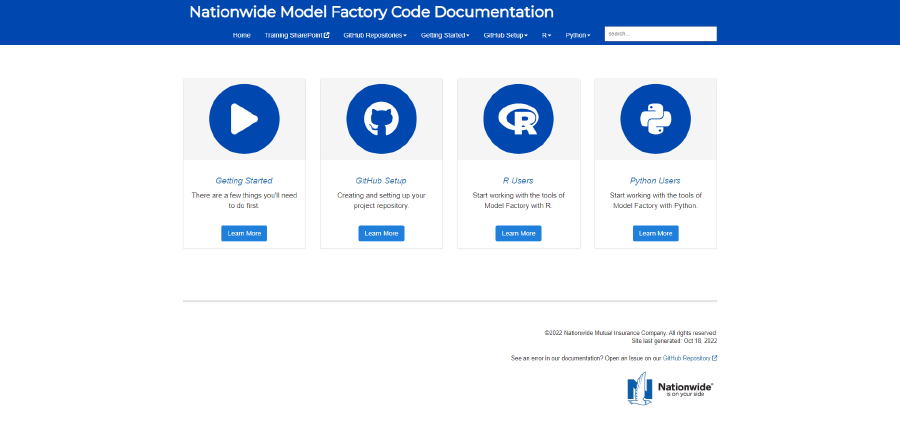 Nationwide Model Factory Code Documentation
Home Training SharePoint GitHub Repositories Getting Started GitHub Setup R Python search...
Getting Started
There are a few things you'll need
to do first.
Learn More
GitHub Setup
Creating and setting up your
project repository.
Learn More
R Users
Start working with the tools of
Model Factory with R.
Learn More
Python Users
Start working with the tools of
Model Factory with Python.
Learn More
©2022 Nationwide Mutual Insurance Company. All rights reserved.
Site last generated: Oct 18, 2022
See an error in our documentation? Open an Issue on our GitHub Repository
Nationwide®
is on your side